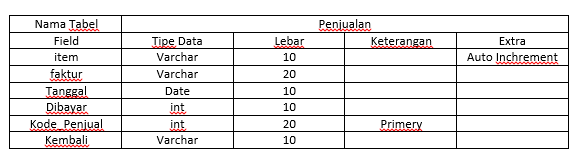 Nama Tabel Penjualan
Field Tipe Data Lebar Keterangan Extra
item Varchar 10 Auto Inchrement
faktur Varchar 20
Tanggal Date 10
Dibayar int 10
Kode_Penjual int 20 Primery
Kembali Varchar 10